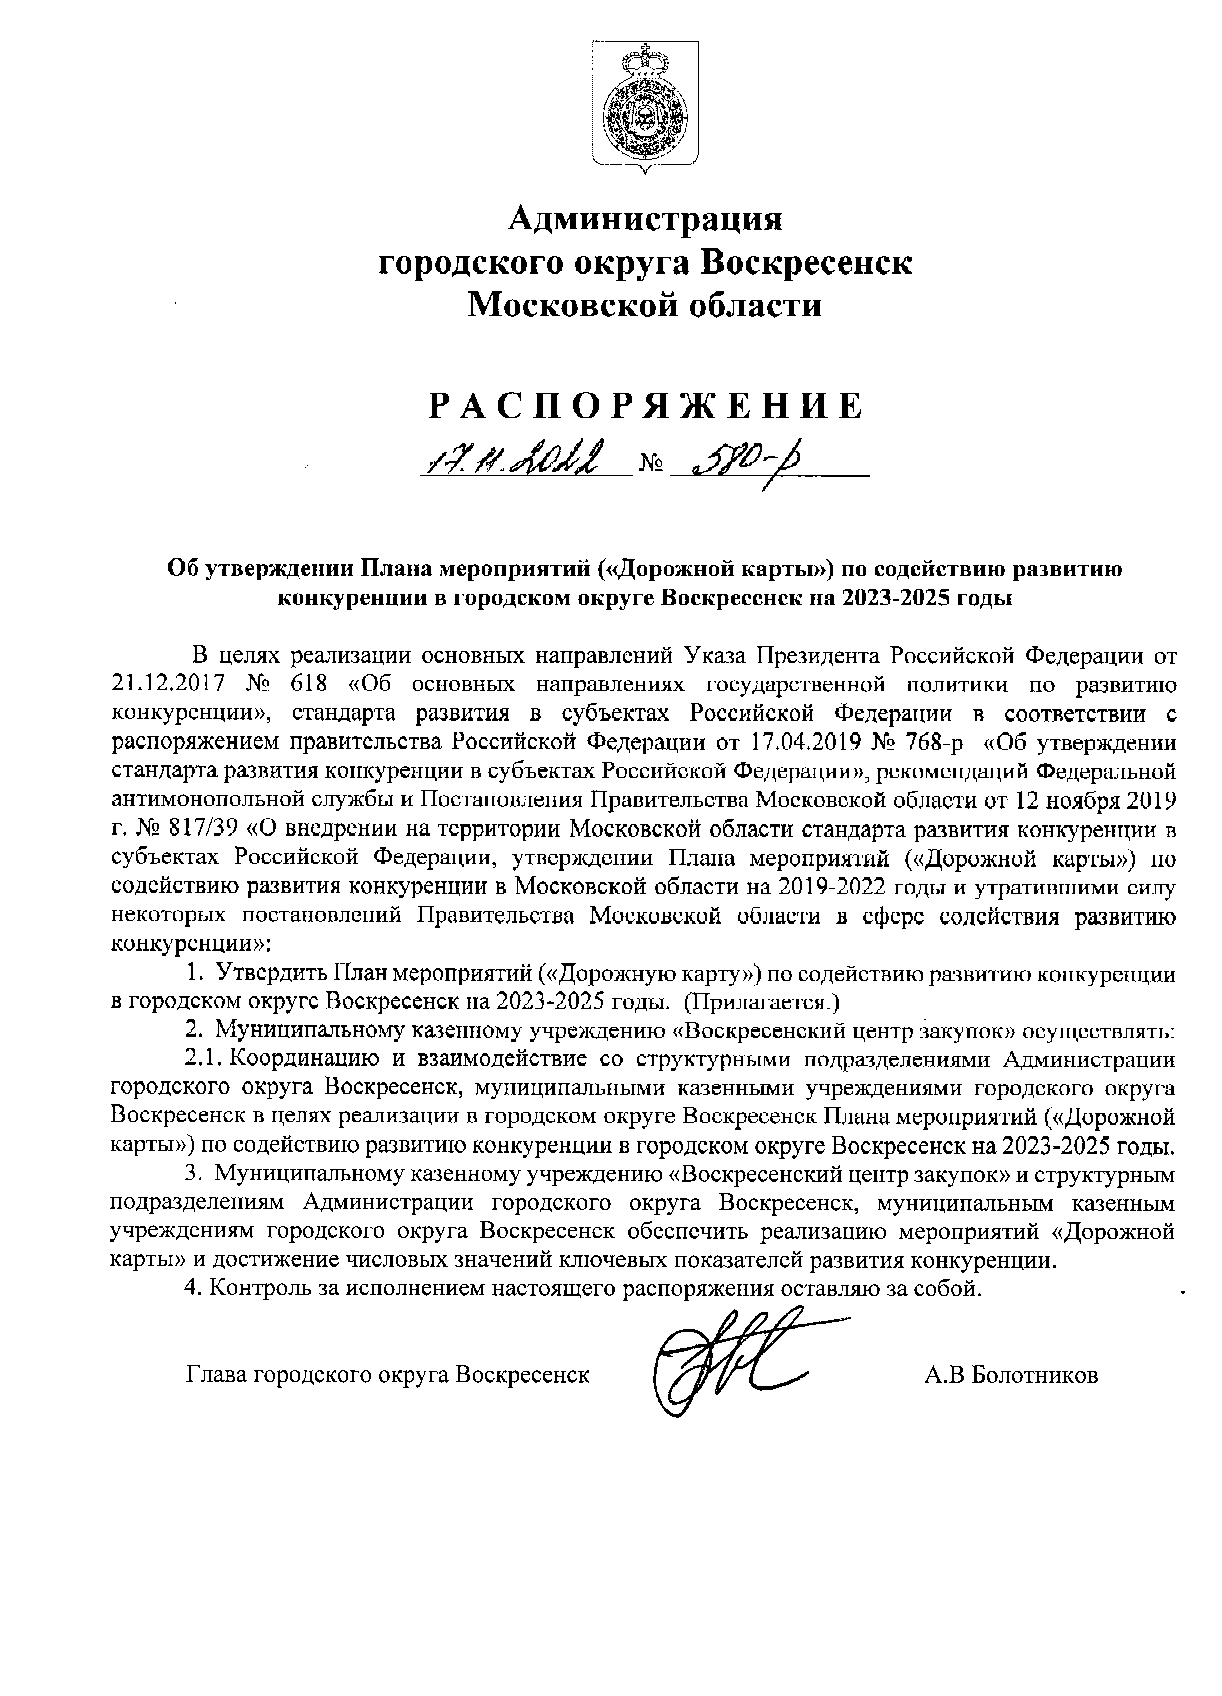 Администрация
городского округа Воскресенск
Московской области
РАСПОРЯЖЕНИЕ
17.11.2022 № 580-р
Об утверждении Плана мероприятий («Дорожной карты») по содействию развитию
конкуренции в городском округе Воскресенск на 2023-2025 годы
В целях реализации основных направлений Указа Президента Российской Федерации от
21.12.2017 № 618 «Об основных направлениях государственной политики по развитию
конкуренции», стандарта развития в субъектах Российской Федерации в соответствии с
распоряжением правительства Российской Федерации от 17.04.2019 № 768-р «Об утверждении
стандарта развития конкуренции в субъектах Российской Федерации», рекомендаций Федеральной
антимонопольной службы и Постановления Правительства Московской области от 12 ноября 2019
г. № 817/39 «О внедрении на территории Московской области стандарта развития конкуренции в
субъектах Российской Федерации, утверждении Плана мероприятий («Дорожной карты») по
содействию развития конкуренции в Московской области на 2019-2022 годы и утратившими силу
некоторых постановлений Правительства Московской области в сфере содействия развитию
конкуренции»:
1. Утвердить План мероприятий («Дорожную карту») по содействию развитию конкуренции
в городском округе Воскресенск на 2023-2025 годы. (Прилагается.)
2. Муниципальному казенному учреждению «Воскресенский центр закупок» осуществлять:
2.1. Координацию и взаимодействие со структурными подразделениями Администрации
городского округа Воскресенск, муниципальными казенными учреждениями городского округа
Воскресенск в целях реализации в городском округе Воскресенск Плана мероприятий («Дорожной
карты») по содействию развитию конкуренции в городском округе Воскресенск на 2023-2025 годы.
3. Муниципальному казенному учреждению «Воскресенский центр закупок» и структурным
подразделениям Администрации городского округа Воскресенск, муниципальным казенным
учреждениям городского округа Воскресенск обеспечить реализацию мероприятий «Дорожной
карты» и достижение числовых значений ключевых показателей развития конкуренции.
4. Контроль за исполнением настоящего распоряжения оставляю за собой.
Глава городского округа Воскресенск А.В Болотников